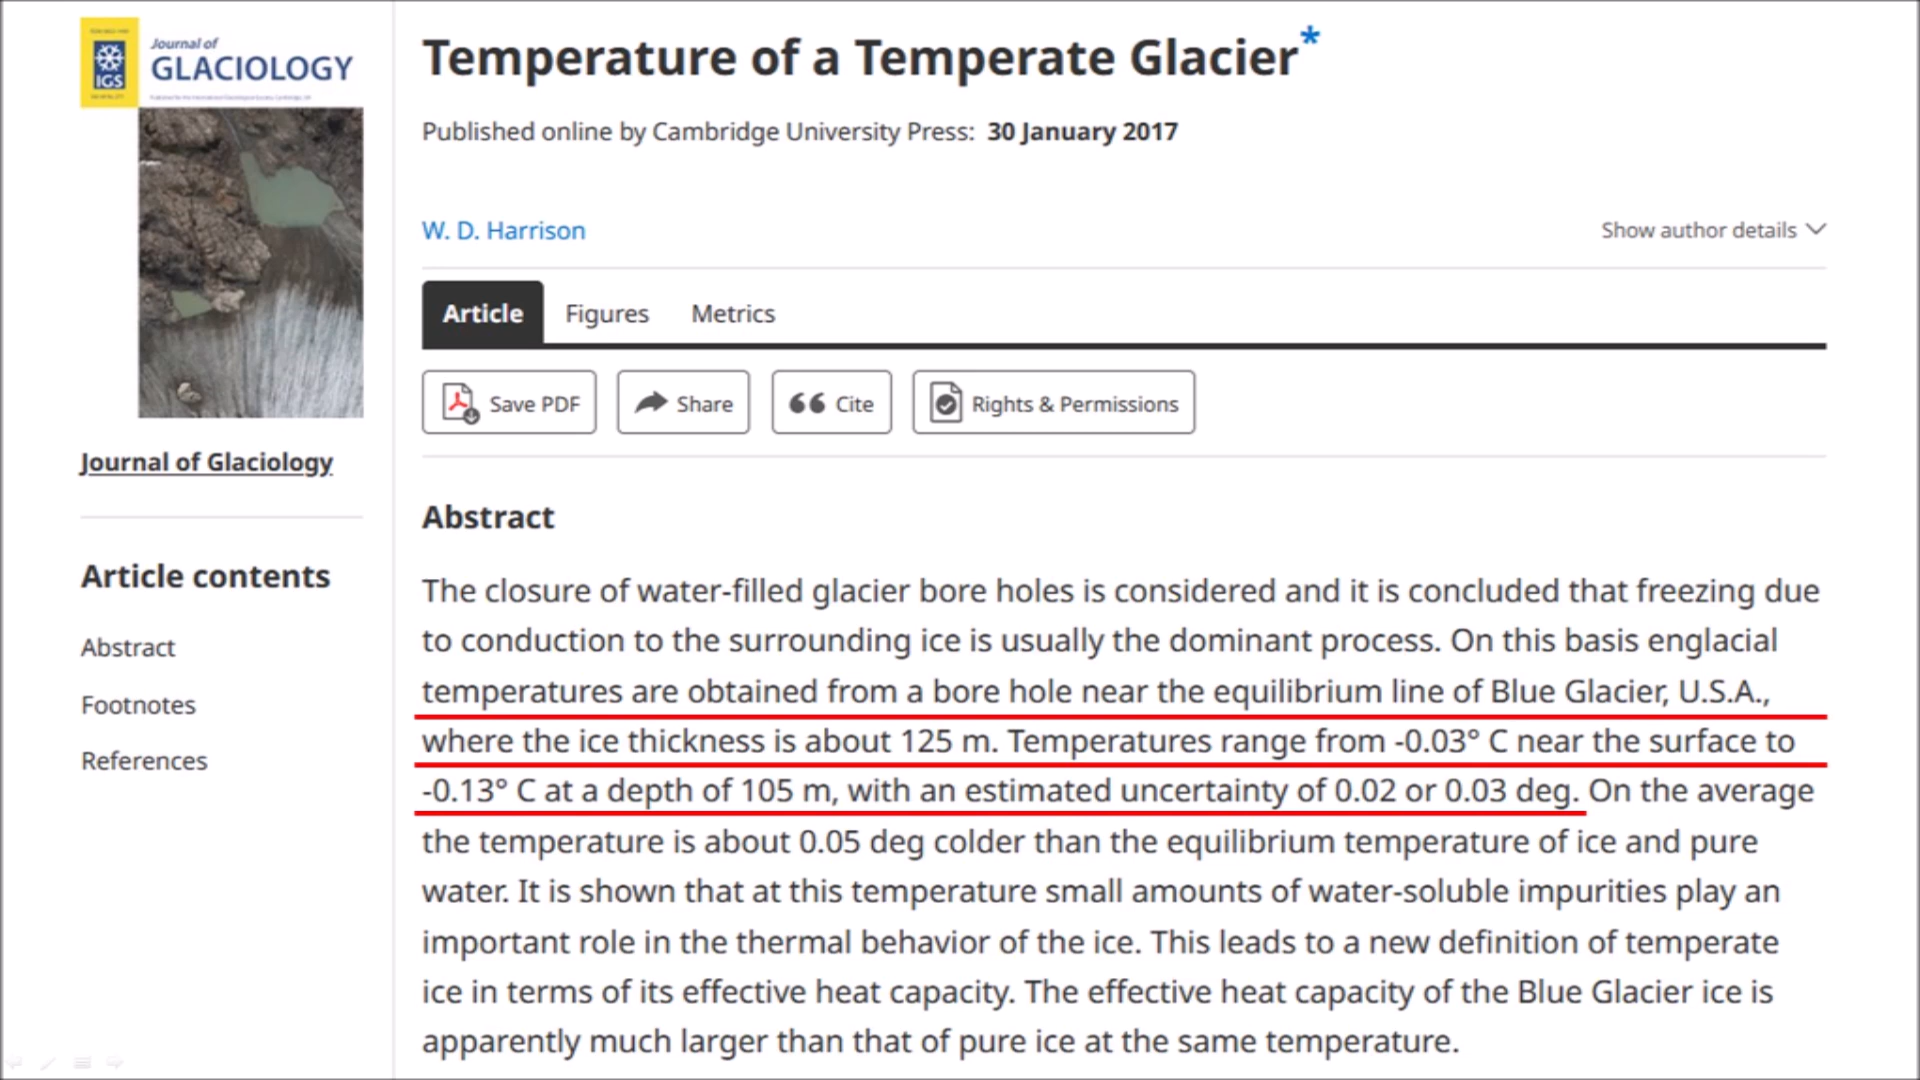 IGS
Journal of
GLACIOLOGY
Temperature of a Temperate Glacier*
Published online by Cambridge University Press: 30 January 2017
W. D. Harrison
Show author details
Article Figures Metrics
Save PDF Share Cite Rights & Permissions
Journal of Glaciology
Article contents
Abstract
Footnotes
References
Abstract
The closure of water-filled glacier bore holes is considered and it is concluded that freezing due
to conduction to the surrounding ice is usually the dominant process. On this basis englacial
temperatures are obtained from a bore hole near the equilibrium line of Blue Glacier, U.S.A.,
where the ice thickness is about 125 m. Temperatures range from -0.03° C near the surface to
-0.13° C at a depth of 105 m, with an estimated uncertainty of 0.02 or 0.03 deg. On the average
the temperature is about 0.05 deg colder than the equilibrium temperature of ice and pure
water. It is shown that at this temperature small amounts of water-soluble impurities play an
important role in the thermal behavior of the ice. This leads to a new definition of temperate
ice in terms of its effective heat capacity. The effective heat capacity of the Blue Glacier ice is
apparently much larger than that of pure ice at the same temperature.